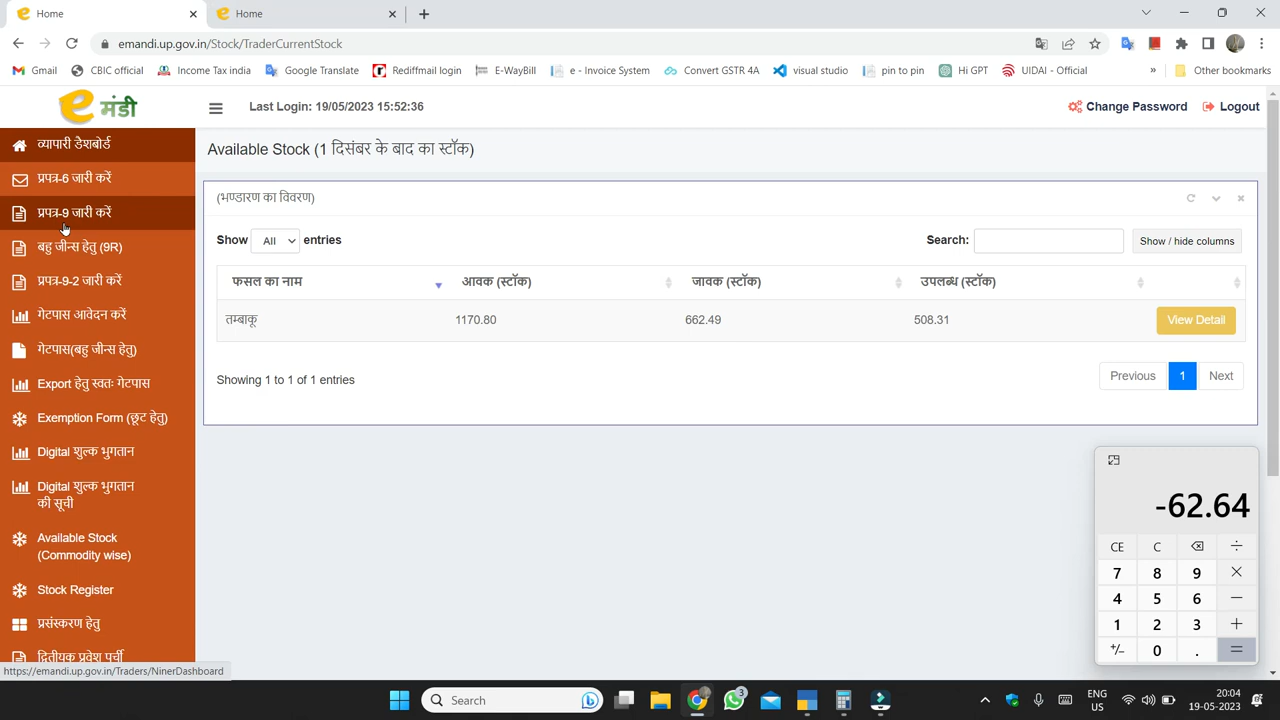 Home
Home
emandi.up.gov.in/Stock/TraderCurrentStock
Gmail CBIC official Income Tax india Google Translate Rediffmail login E-WayBill e - Invoice System Convert GSTR 4A visual studio pin to pin Hi GPT UIDAI - Official » Other bookmarks
e मंडी
Last Login: 19/05/2023 15:52:36
Change Password Logout
व्यापारी डैशबोर्ड
प्रपत्र-6 जारी करें
प्रपत्र-9 जारी करें
बहु जीन्स हेतु (9R)
प्रपत्र-9-2 जारी करें
गेटपास आवेदन करें
गेटपास(बहु जीन्स हेतु)
Export हेतु स्वतः गेटपास
Exemption Form (छूट हेतु)
Digital शुल्क भुगतान
Digital शुल्क भुगतान
की सूची
Available Stock
(Commodity wise)
Stock Register
प्रसंस्करण हेतु
द्वितीयक प्रवेश पर्ची
https://emandi.up.gov.in/Traders/NinerDashboard
Available Stock (1 दिसंबर के बाद का स्टॉक)
(भण्डारण का विवरण)
Show All entries
Search:
Show / hide columns
फसल का नाम आवक (स्टॉक) जावक (स्टॉक) उपलब्ध (स्टॉक)
तम्बाकू 1170.80 662.49 508.31 View Detail
Showing 1 to 1 of 1 entries
Previous 1 Next
-62.64
CE C ÷
7 8 9 ×
4 5 6 −
1 2 3 +
+/- 0 . =
Search
3
ENG
US
20:04
19-05-2023